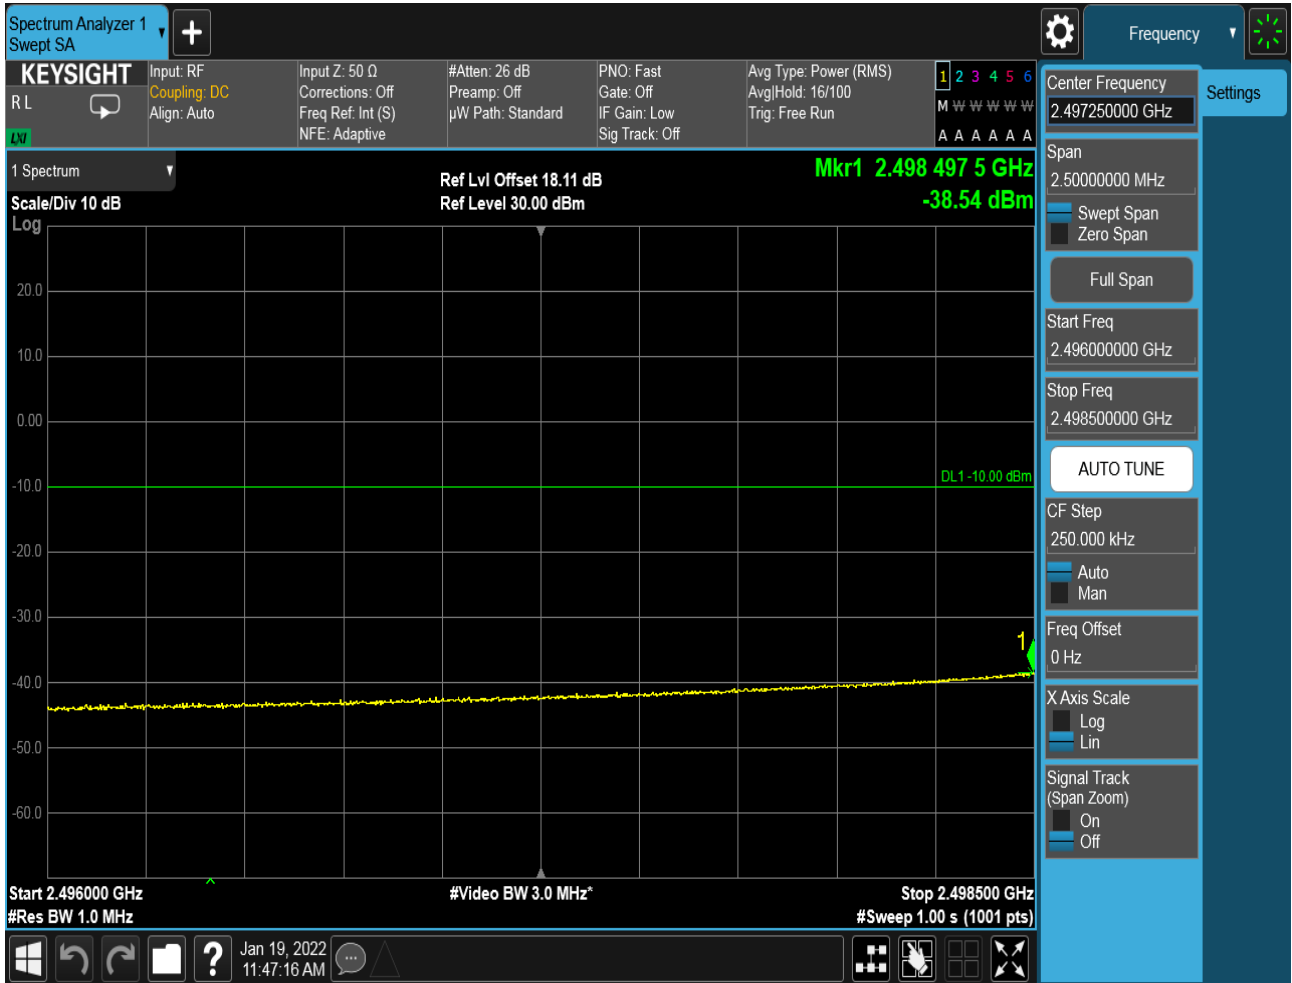 Spectrum Analyzer 1
Swept SA
Frequency
KEYSIGHT
R L
LXI
Input: RF
Coupling: DC
Align: Auto
Input Z: 50 Ω
Corrections: Off
Freq Ref: Int (S)
NFE: Adaptive
#Atten: 26 dB
Preamp: Off
µW Path: Standard
PNO: Fast
Gate: Off
IF Gain: Low
Sig Track: Off
Avg Type: Power (RMS)
Avg|Hold: 16/100
Trig: Free Run
1 2 3 4 5 6
M W W W W W
A A A A A A
1 Spectrum
Scale/Div 10 dB
Log
Ref Lvl Offset 18.11 dB
Ref Level 30.00 dBm
Mkr1 2.498 497 5 GHz
-38.54 dBm
20.0
10.0
0.00
-10.0
-20.0
-30.0
-40.0
-50.0
-60.0
DL1 -10.00 dBm
1
Start 2.496000 GHz
#Res BW 1.0 MHz
#Video BW 3.0 MHz*
Stop 2.498500 GHz
#Sweep 1.00 s (1001 pts)
Jan 19, 2022
11:47:16 AM
Center Frequency
2.497250000 GHz
Settings
Span
2.50000000 MHz
Swept Span
Zero Span
Full Span
Start Freq
2.496000000 GHz
Stop Freq
2.498500000 GHz
AUTO TUNE
CF Step
250.000 kHz
Auto
Man
Freq Offset
0 Hz
X Axis Scale
Log
Lin
Signal Track
(Span Zoom)
On
Off